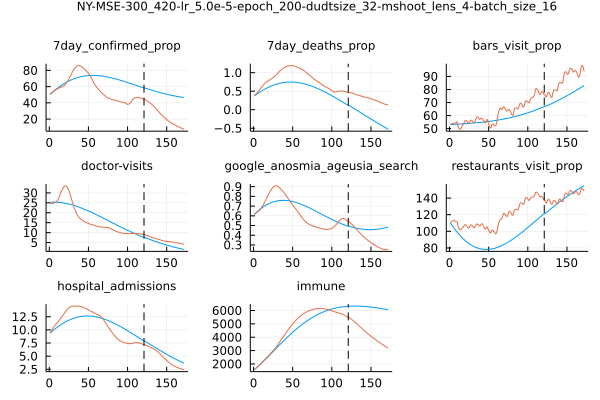 NY-MSE-300_420-lr_5.0e-5-epoch_200-dudtsize_32-mshoot_lens_4-batch_size_16
7day_confirmed_prop 7day_deaths_prop bars_visit_prop
80 60 40 20
1.0 0.5 0.0 −0.5
90 80 70 60 50
0 50 100 150 0 50 100 150 0 50 100 150
doctor-visits google_anosmia_ageusia_search restaurants_visit_prop
30 25 20 15 10 5
0.9 0.8 0.7 0.6 0.5 0.4 0.3
140 120 100 80
0 50 100 150 0 50 100 150 0 50 100 150
hospital_admissions immune
12.5 10.0 7.5 5.0 2.5
6000 5000 4000 3000 2000
0 50 100 150 0 50 100 150